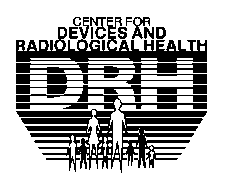 CENTER FOR
DEVICES AND
RADIOLOGICAL HEALTH
DRH